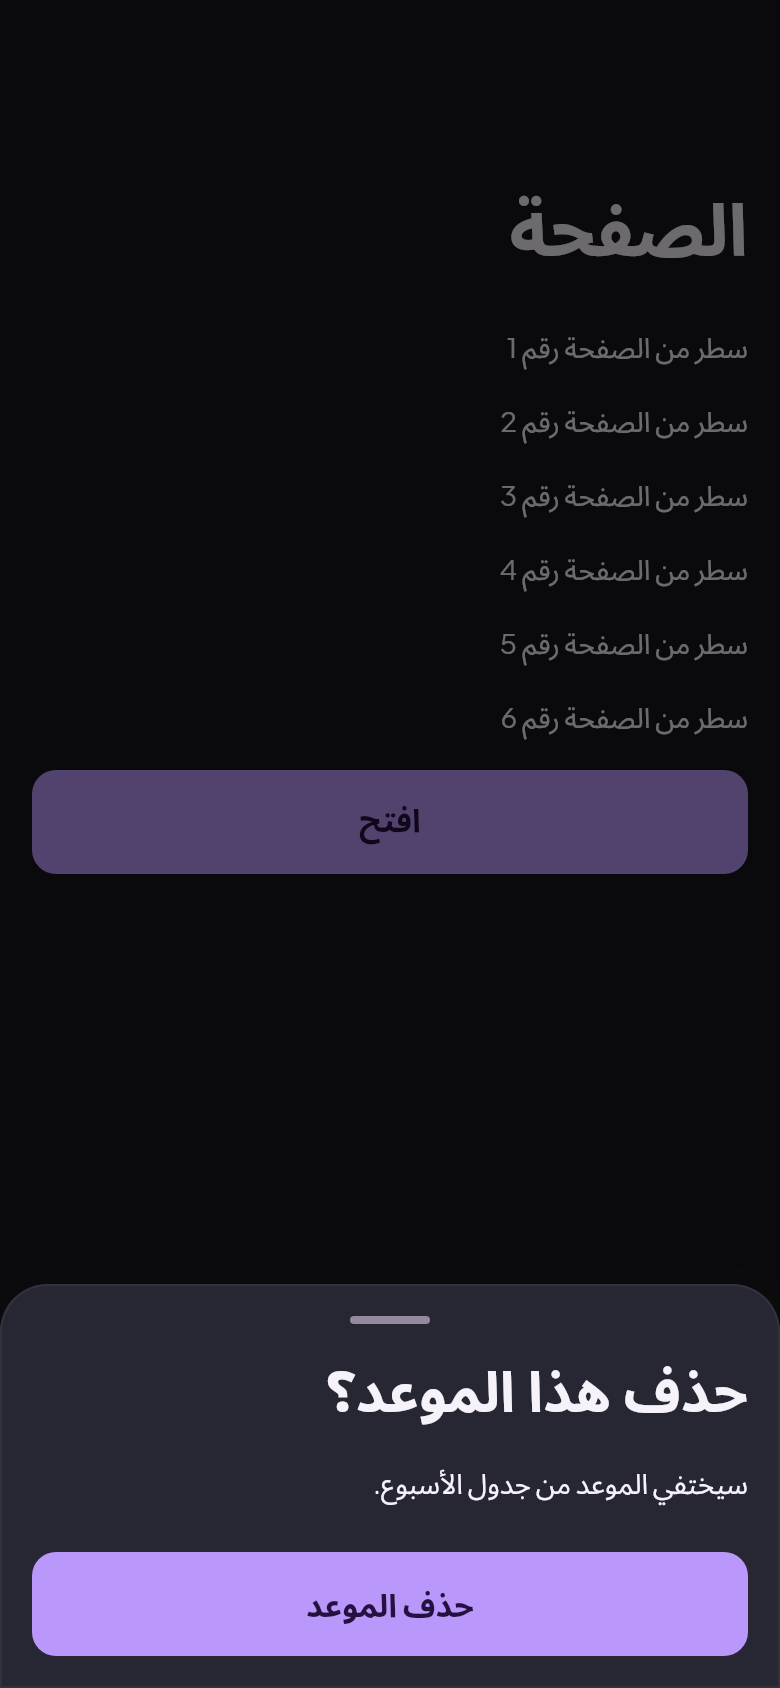 الصفحة
سطر من الصفحة رقم 1
سطر من الصفحة رقم 2
سطر من الصفحة رقم 3
سطر من الصفحة رقم 4
سطر من الصفحة رقم 5
سطر من الصفحة رقم 6
افتح
حذف هذا الموعد؟
سيختفي الموعد من جدول الأسبوع.
حذف الموعد